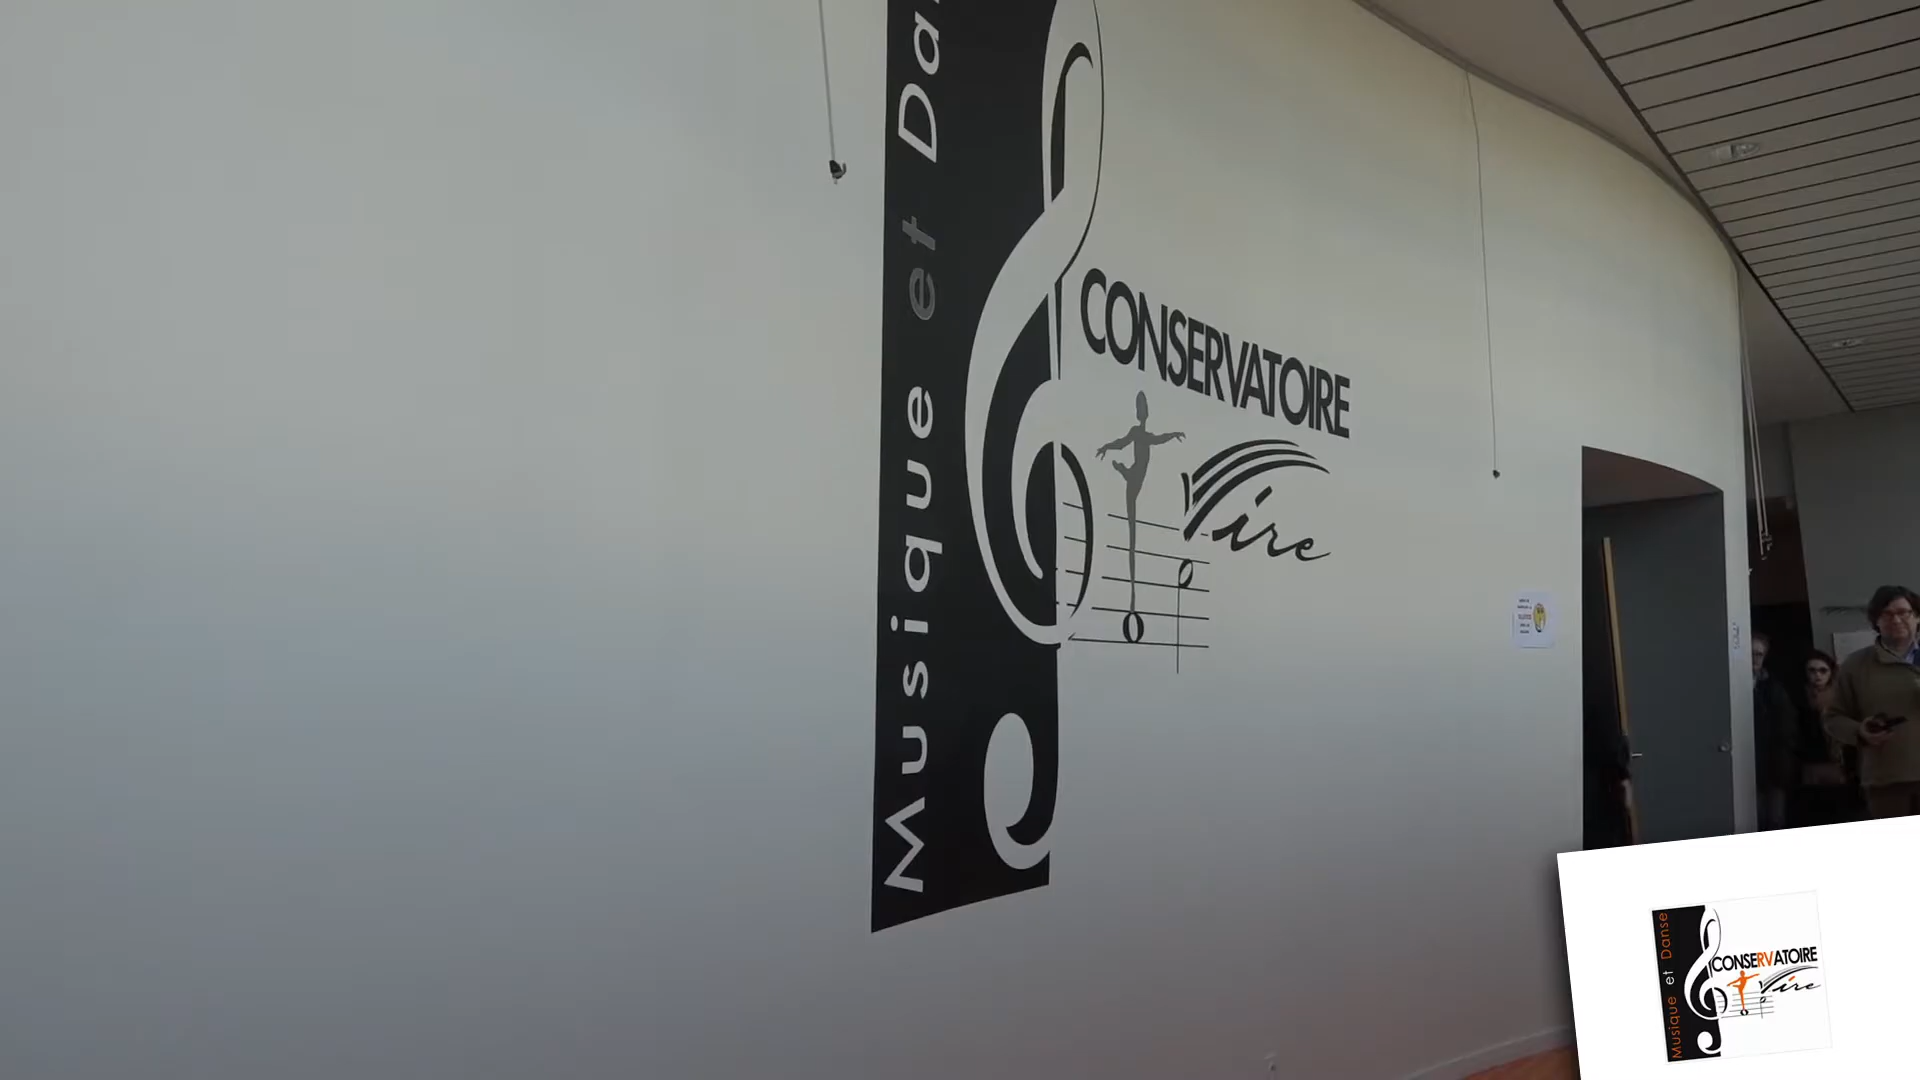 Musique et Da
CONSERVATOIRE
Vire
Musique et Danse
CONSERVATOIRE
Vire